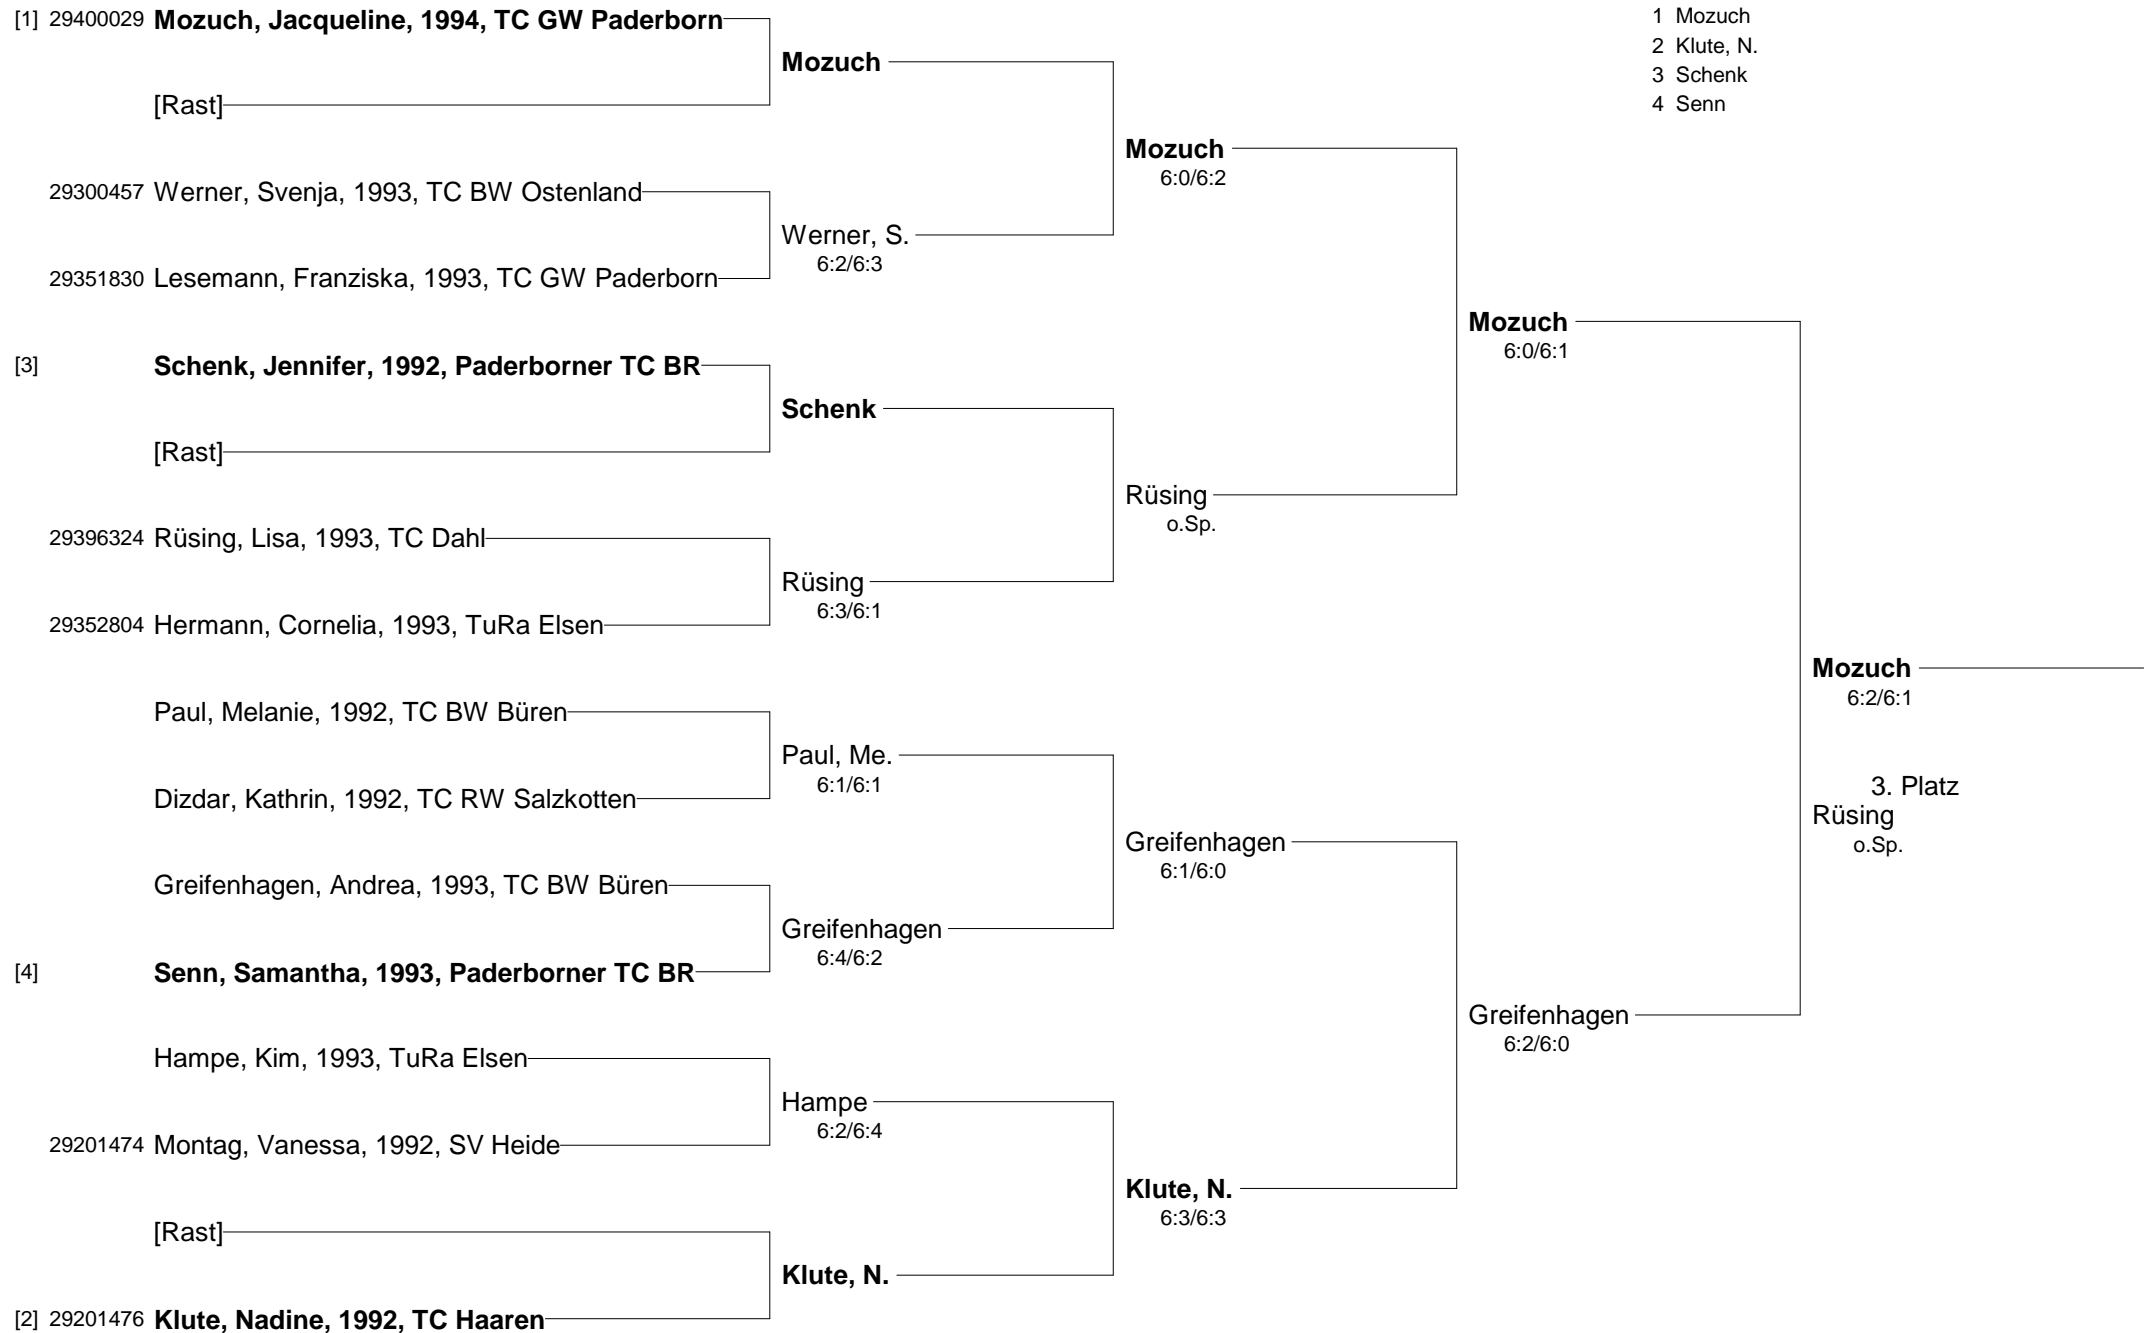 [1] 29400029 Mozuch, Jacqueline, 1994, TC GW Paderborn
[Rast]
29300457 Werner, Svenja, 1993, TC BW Ostenland
29351830 Lesemann, Franziska, 1993, TC GW Paderborn
[3] Schenk, Jennifer, 1992, Paderborner TC BR
[Rast]
29396324 Rüsing, Lisa, 1993, TC Dahl
29352804 Hermann, Cornelia, 1993, TuRa Elsen
Paul, Melanie, 1992, TC BW Büren
Dizdar, Kathrin, 1992, TC RW Salzkotten
Greifenhagen, Andrea, 1993, TC BW Büren
[4] Senn, Samantha, 1993, Paderborner TC BR
Hampe, Kim, 1993, TuRa Elsen
29201474 Montag, Vanessa, 1992, SV Heide
[Rast]
[2] 29201476 Klute, Nadine, 1992, TC Haaren
Mozuch
Werner, S.
6:2/6:3
Schenk
Rüsing
6:3/6:1
Paul, Me.
6:1/6:1
Greifenhagen
6:4/6:2
Hampe
6:2/6:4
Klute, N.
Mozuch
6:0/6:2
Rüsing
o.Sp.
Greifenhagen
6:1/6:0
Klute, N.
6:3/6:3
Mozuch
6:0/6:1
Greifenhagen
6:2/6:0
Mozuch
6:2/6:1
3. Platz
Rüsing
o.Sp.
1 Mozuch
2 Klute, N.
3 Schenk
4 Senn